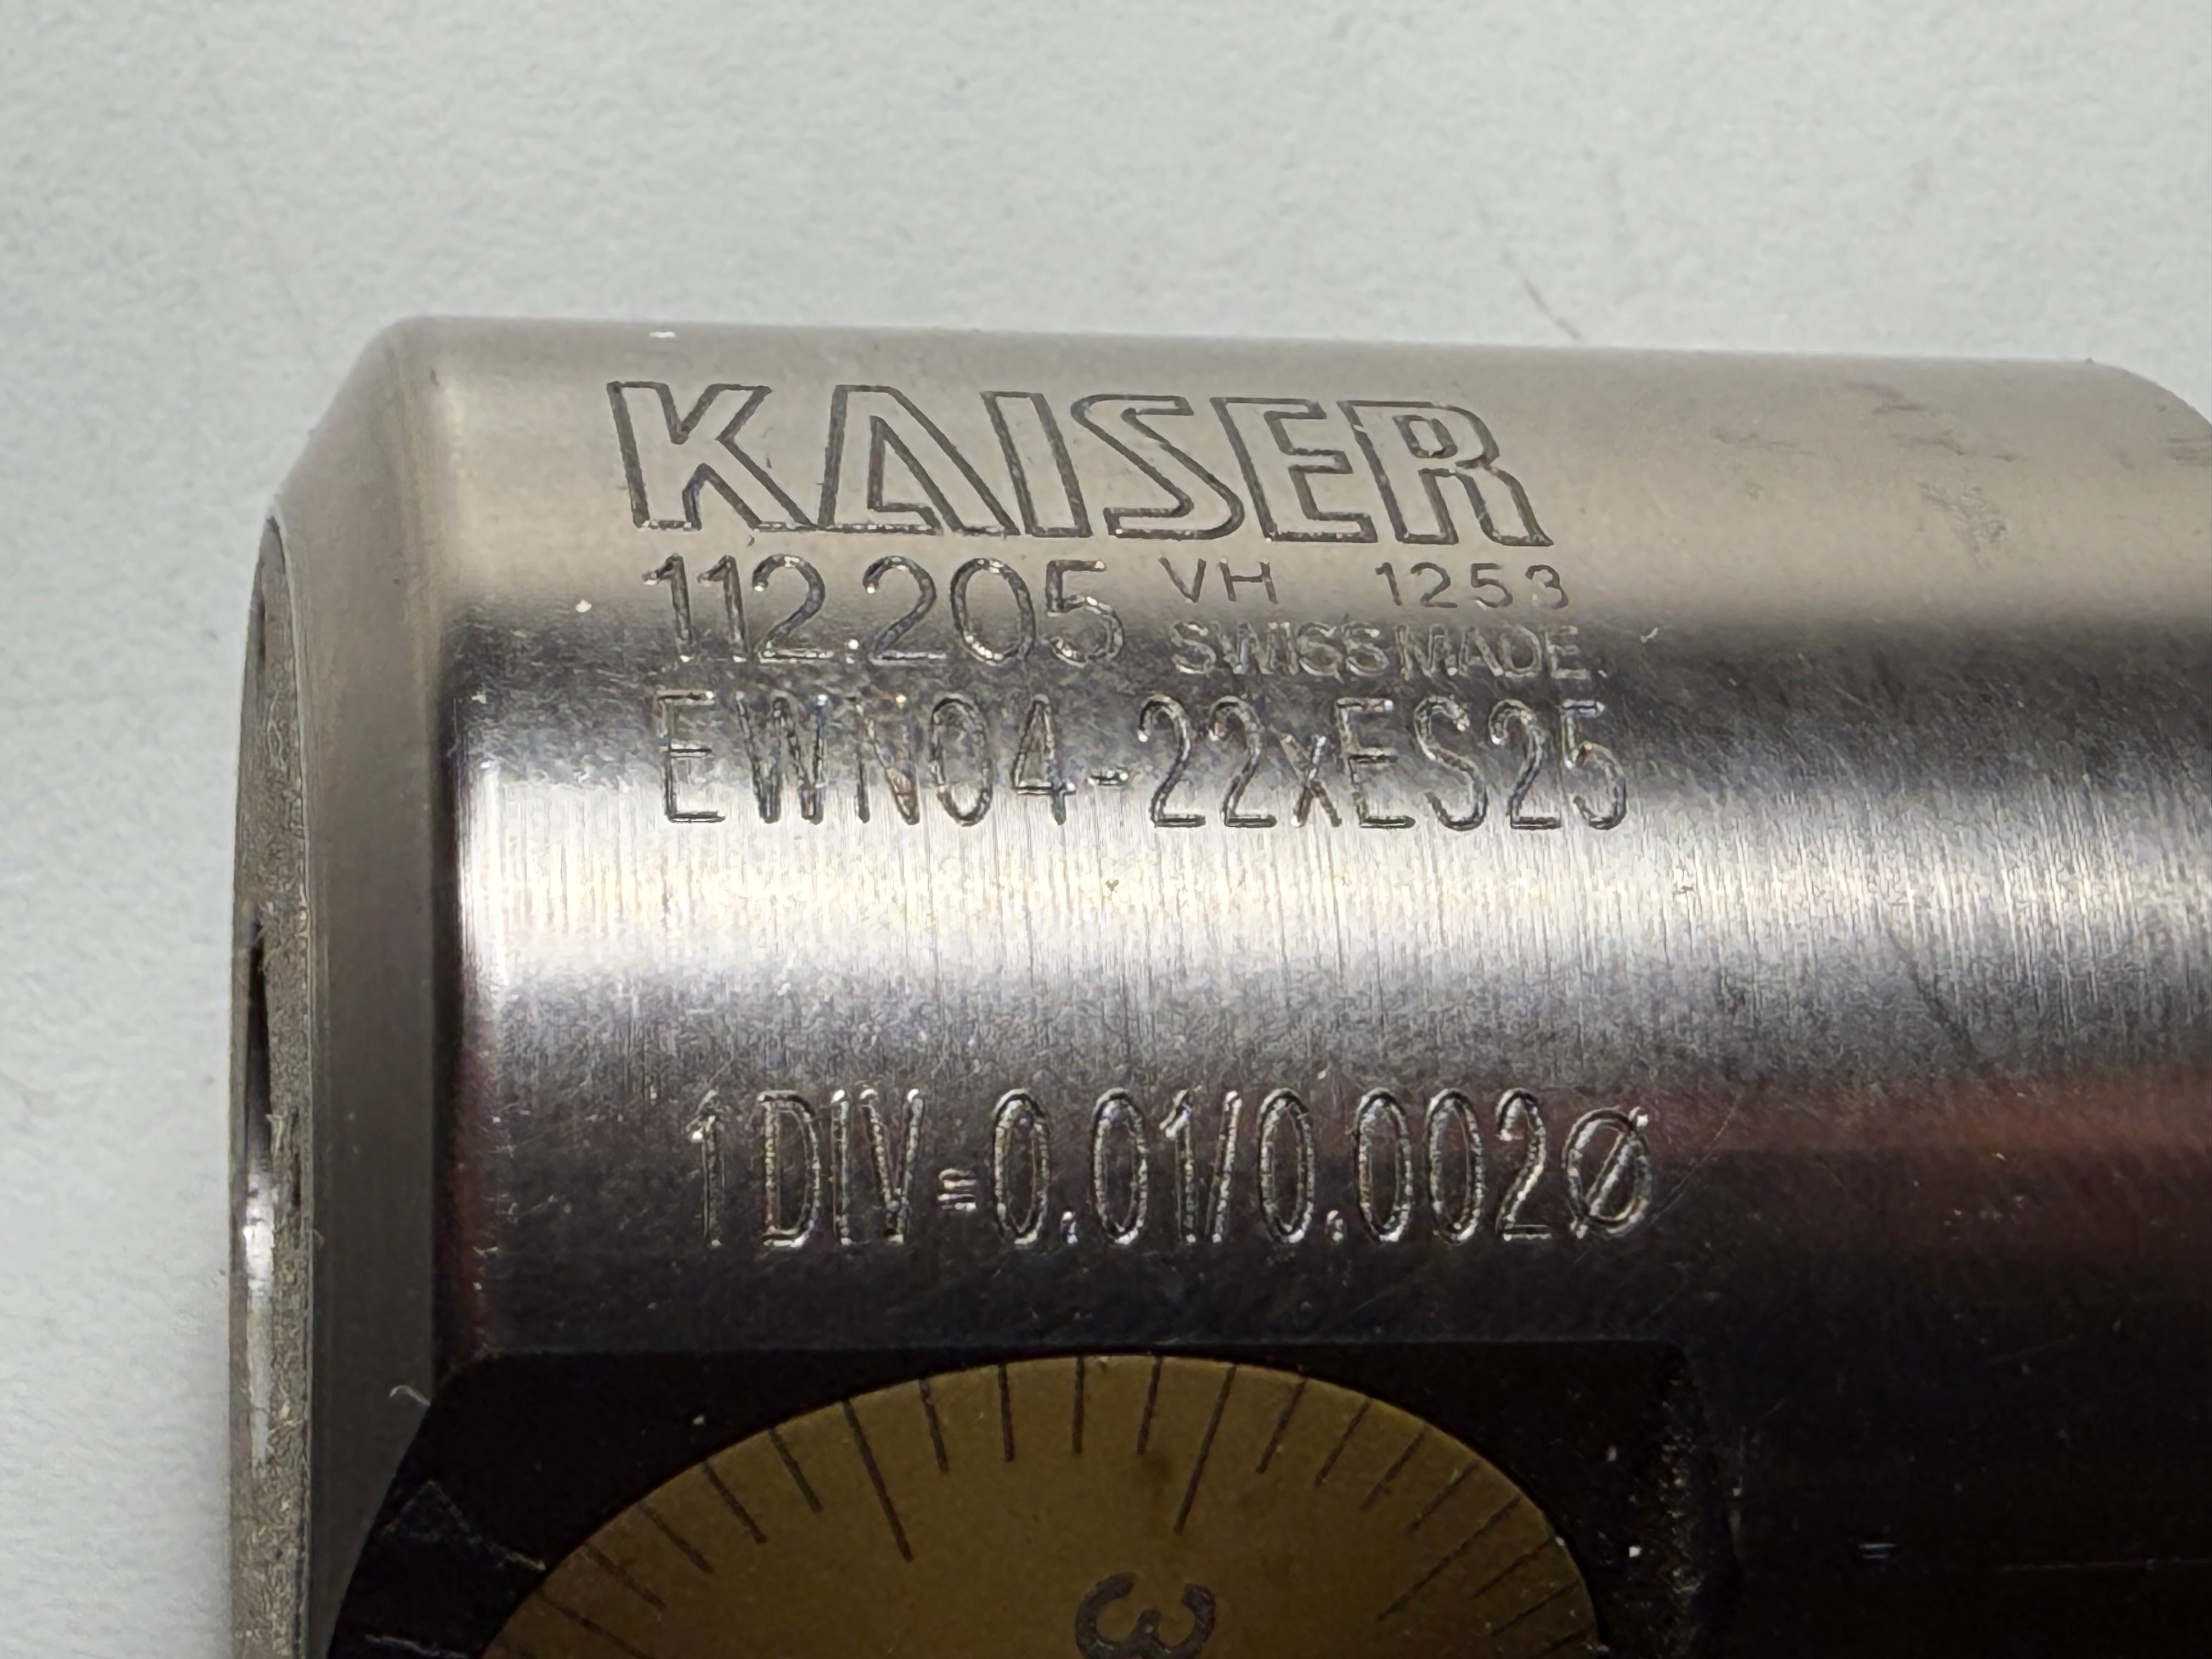 KAISER
112.205 VH 1253
SWISS MADE
EWN04-22xES25
1 DIV=0.01/0.002Ø
3